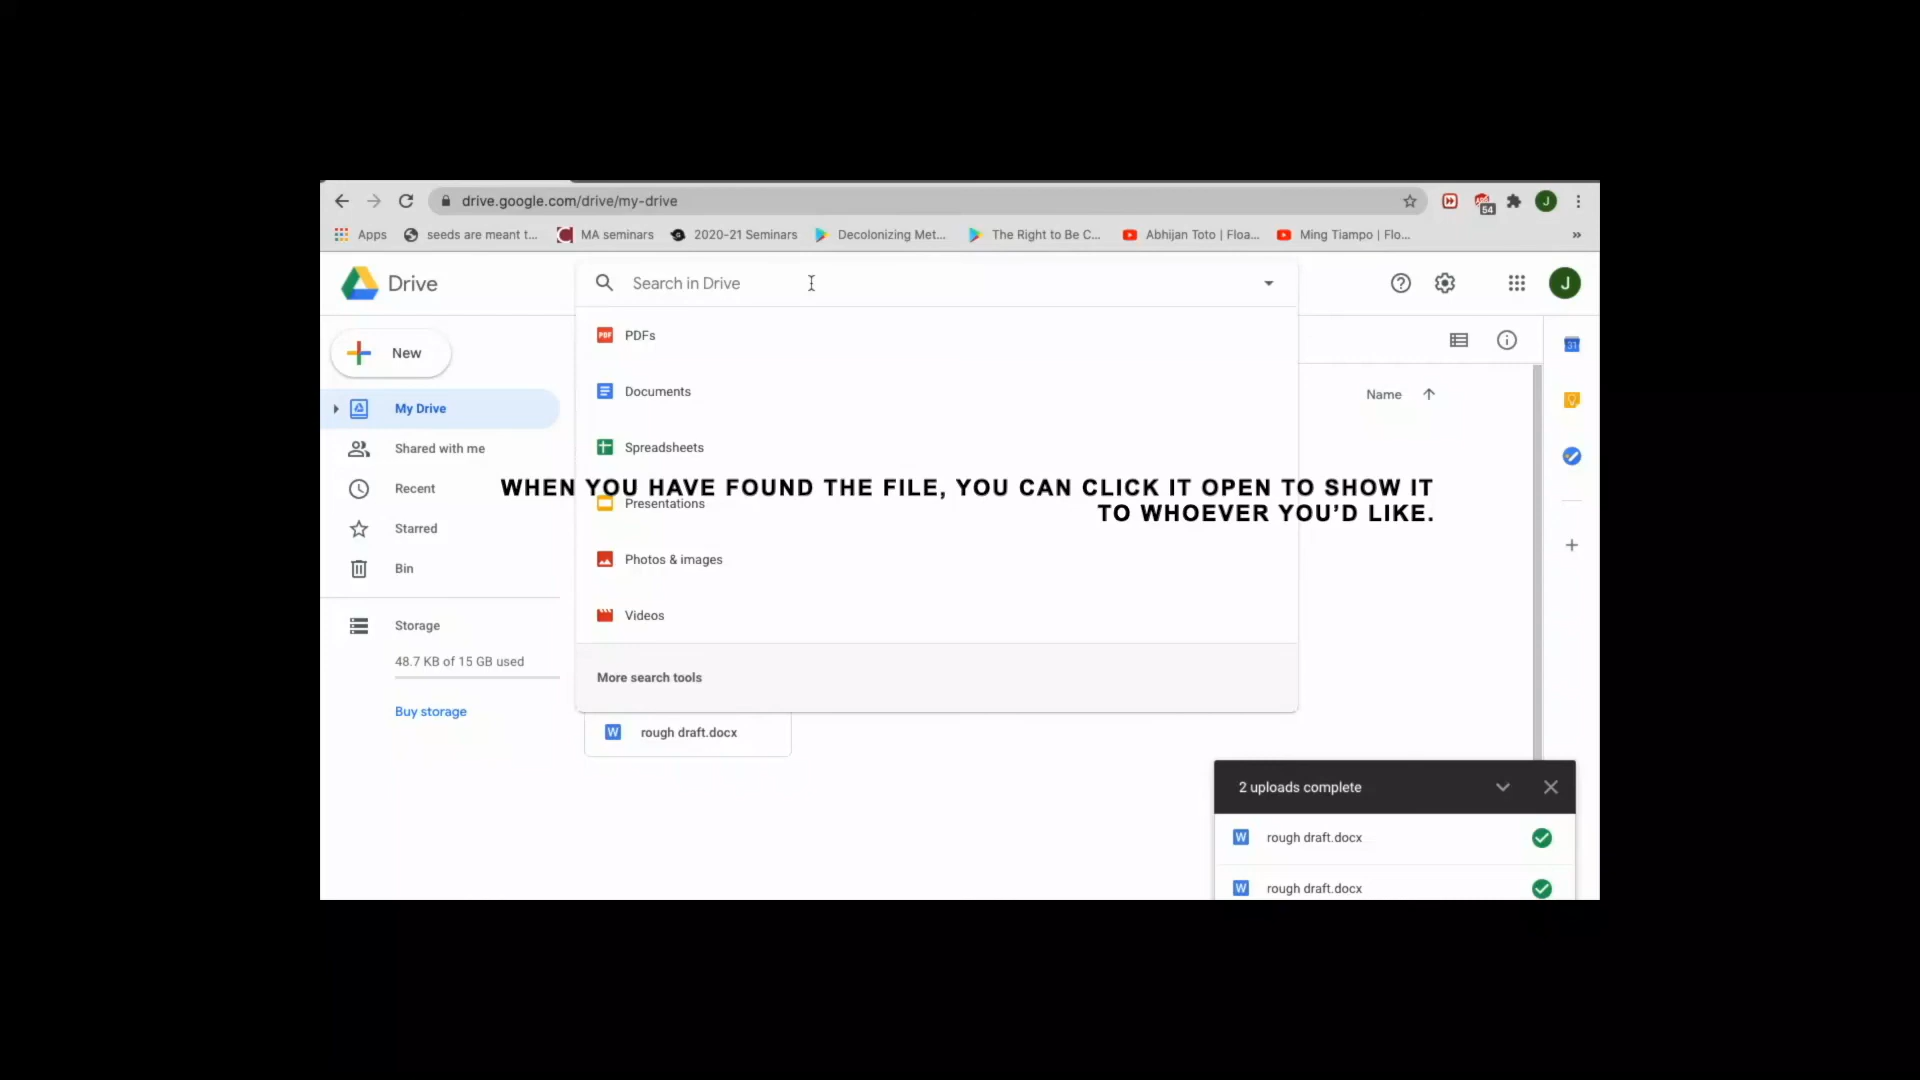 drive.google.com/drive/my-drive
54
J
Apps
seeds are meant t...
MA seminars
2020-21 Seminars
Decolonizing Met...
The Right to Be C...
Abhijan Toto | Floa...
Ming Tiampo | Flo...
»
Drive
Search in Drive
J
New
PDFs
31
Documents
Name
My Drive
Shared with me
Spreadsheets
WHEN YOU HAVE FOUND THE FILE, YOU CAN CLICK IT OPEN TO SHOW IT
TO WHOEVER YOU’D LIKE.
Recent
Presentations
Starred
Photos & images
Bin
Videos
Storage
48.7 KB of 15 GB used
More search tools
Buy storage
W rough draft.docx
2 uploads complete
W rough draft.docx
W rough draft.docx